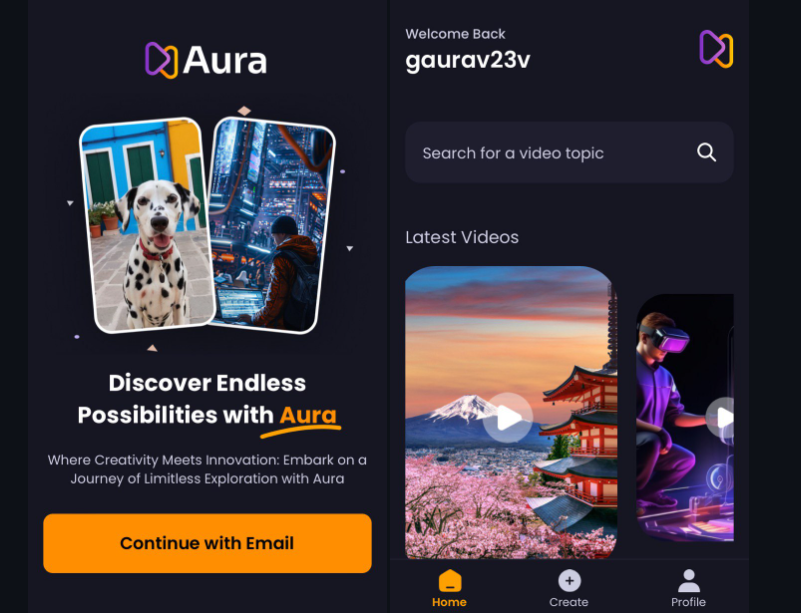 Aura
Discover Endless
Possibilities with Aura
Where Creativity Meets Innovation: Embark on a
Journey of Limitless Exploration with Aura
Continue with Email
Welcome Back
gaurav23v
Search for a video topic
Latest Videos
Home
Create
Profile